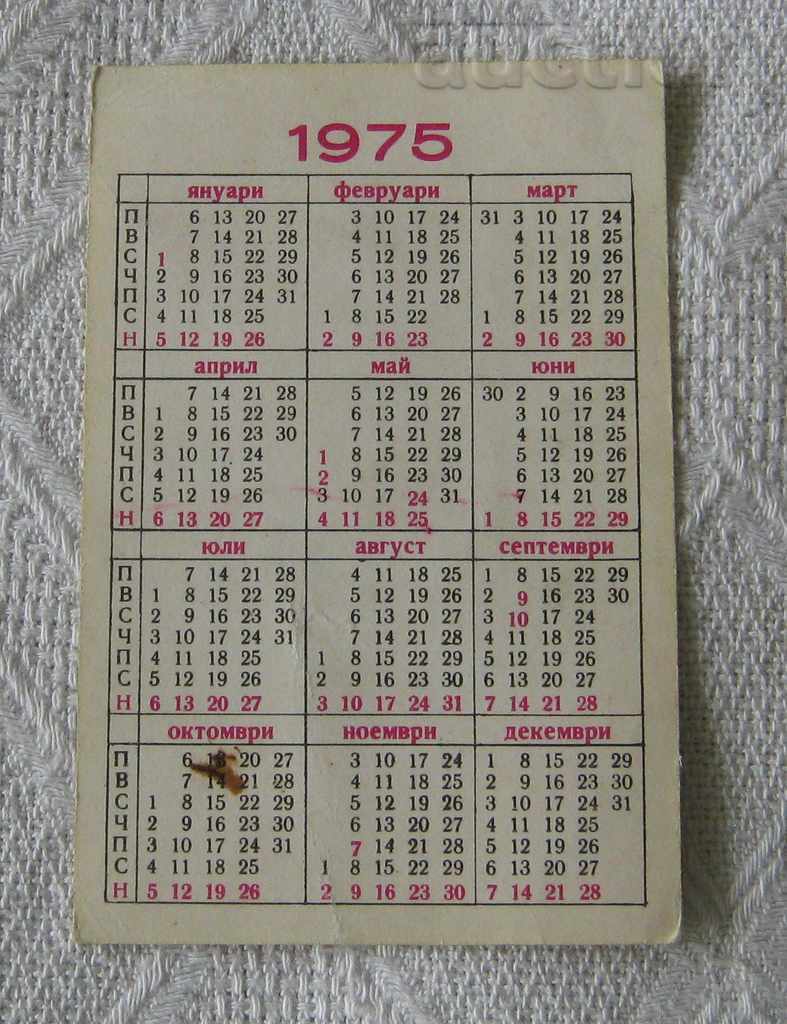 1975
януари февруари март
П 6 13 20 27 3 10 17 24 31 3 10 17 24
В 7 14 21 28 4 11 18 25 4 11 18 25
С 1 8 15 22 29 5 12 19 26 5 12 19 26
Ч 2 9 16 23 30 6 13 20 27 6 13 20 27
П 3 10 17 24 31 7 14 21 28 7 14 21 28
С 4 11 18 25 1 8 15 22 1 8 15 22 29
Н 5 12 19 26 2 9 16 23 2 9 16 23 30
април май юни
П 7 14 21 28 5 12 19 26 30 2 9 16 23
В 1 8 15 22 29 6 13 20 27 3 10 17 24
С 2 9 16 23 30 7 14 21 28 4 11 18 25
Ч 3 10 17 24 1 8 15 22 29 5 12 19 26
П 4 11 18 25 2 9 16 23 30 6 13 20 27
С 5 12 19 26 3 10 17 24 31 7 14 21 28
Н 6 13 20 27 4 11 18 25 1 8 15 22 29
юли август септември
П 7 14 21 28 4 11 18 25 1 8 15 22 29
В 1 8 15 22 29 5 12 19 26 2 9 16 23 30
С 2 9 16 23 30 6 13 20 27 3 10 17 24
Ч 3 10 17 24 31 7 14 21 28 4 11 18 25
П 4 11 18 25 1 8 15 22 29 5 12 19 26
С 5 12 19 26 2 9 16 23 30 6 13 20 27
Н 6 13 20 27 3 10 17 24 31 7 14 21 28
октомври ноември декември
П 6 13 20 27 3 10 17 24 1 8 15 22 29
В 7 14 21 28 4 11 18 25 2 9 16 23 30
С 1 8 15 22 29 5 12 19 26 3 10 17 24 31
Ч 2 9 16 23 30 6 13 20 27 4 11 18 25
П 3 10 17 24 31 7 14 21 28 5 12 19 26
С 4 11 18 25 1 8 15 22 29 6 13 20 27
Н 5 12 19 26 2 9 16 23 30 7 14 21 28